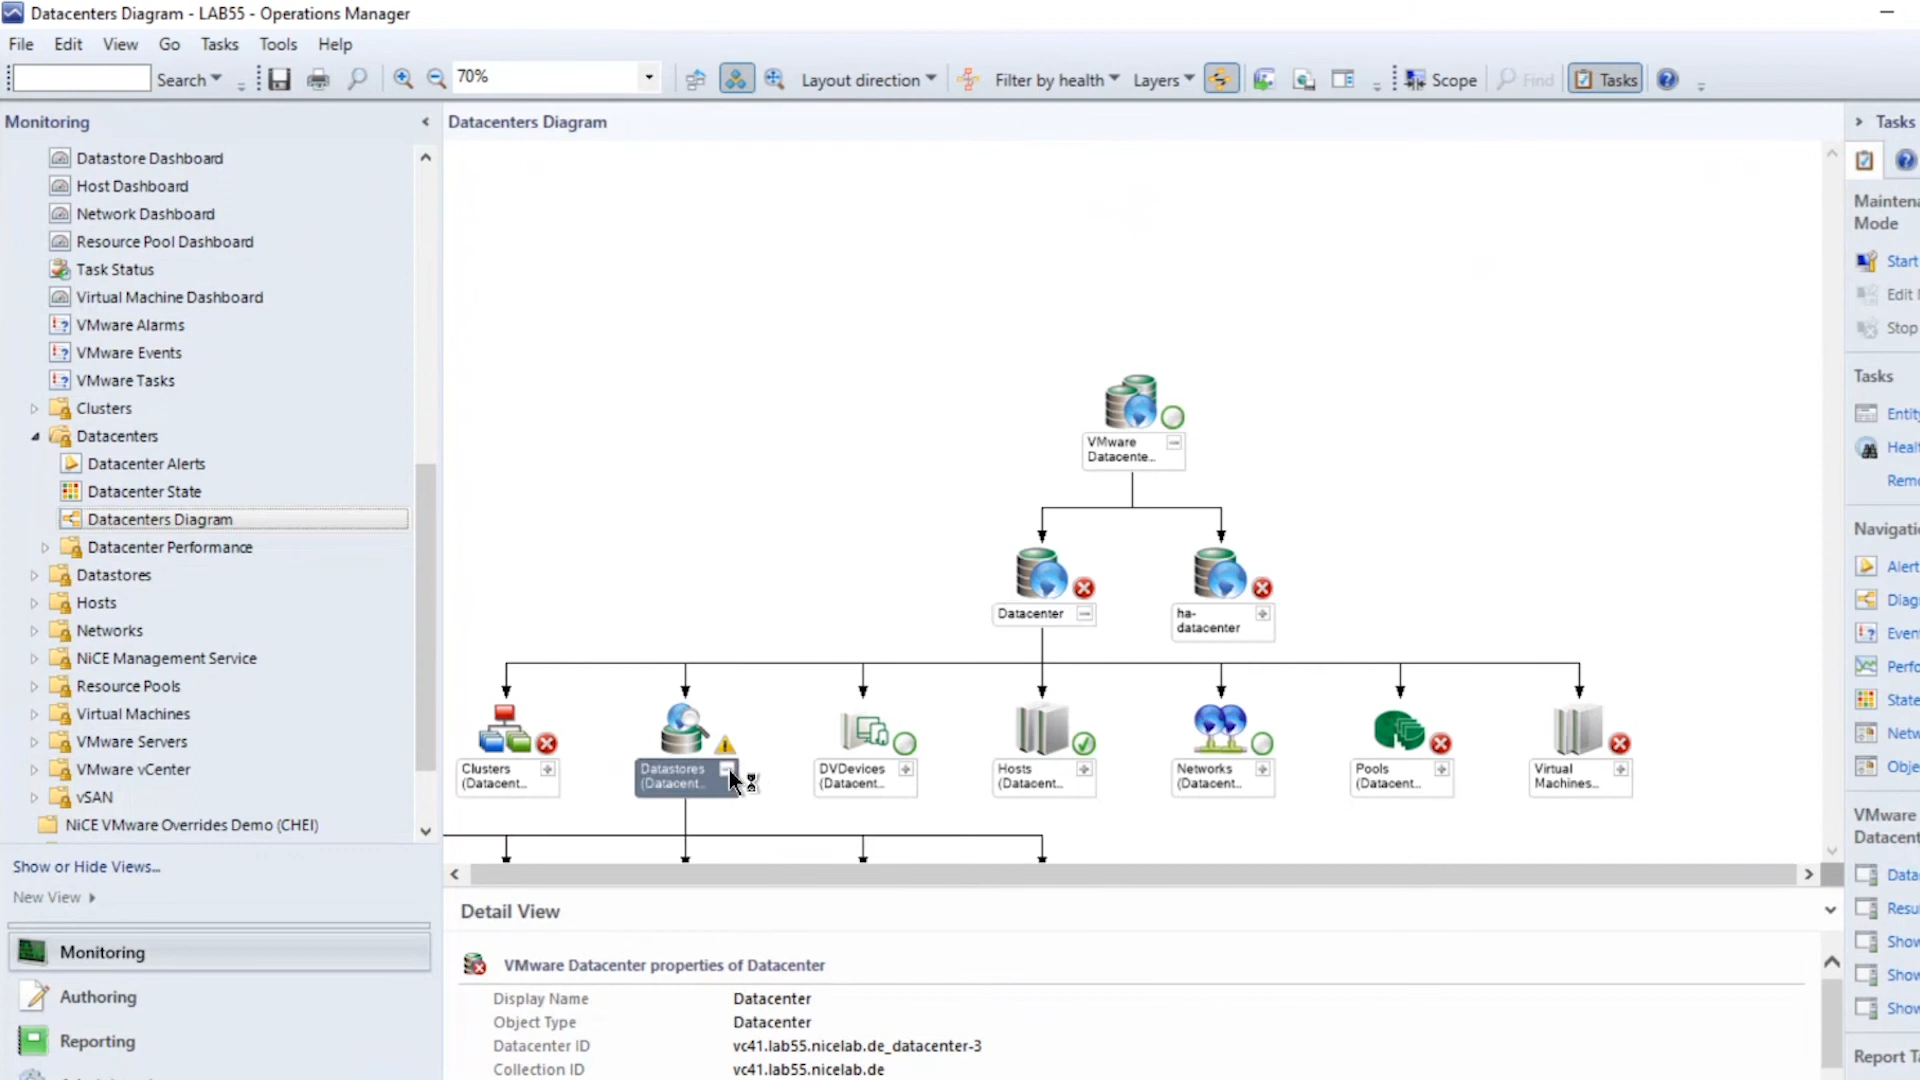 Datacenters Diagram - LAB55 - Operations Manager
File Edit View Go Tasks Tools Help
Search 70% Layout direction Filter by health Layers Scope Find Tasks
Monitoring
Datastore Dashboard
Host Dashboard
Network Dashboard
Resource Pool Dashboard
Task Status
Virtual Machine Dashboard
VMware Alarms
VMware Events
VMware Tasks
Clusters
Datacenters
Datacenter Alerts
Datacenter State
Datacenters Diagram
Datacenter Performance
Datastores
Hosts
Networks
NiCE Management Service
Resource Pools
Virtual Machines
VMware Servers
VMware vCenter
vSAN
NiCE VMware Overrides Demo (CHEI)
Show or Hide Views...
New View
Monitoring
Authoring
Reporting
Datacenters Diagram
VMware
Datacente...
Datacenter
ha-
datacenter
Clusters
(Datacent...
Datastores
(Datacent...
DVDevices
(Datacent...
Hosts
(Datacent...
Networks
(Datacent...
Pools
(Datacent...
Virtual
Machines...
Detail View
VMware Datacenter properties of Datacenter
Display Name Datacenter
Object Type Datacenter
Datacenter ID vc41.lab55.nicelab.de_datacenter-3
Collection ID vc41.lab55.nicelab.de
Tasks
Maintena
Mode
Start
Edit
Stop
Tasks
Entity
Heal
Remo
Navigati
Alert
Diag
Even
Perfo
State
Netw
Obje
VMware
Datacent
Data
Resu
Show
Show
Show
Report Ta